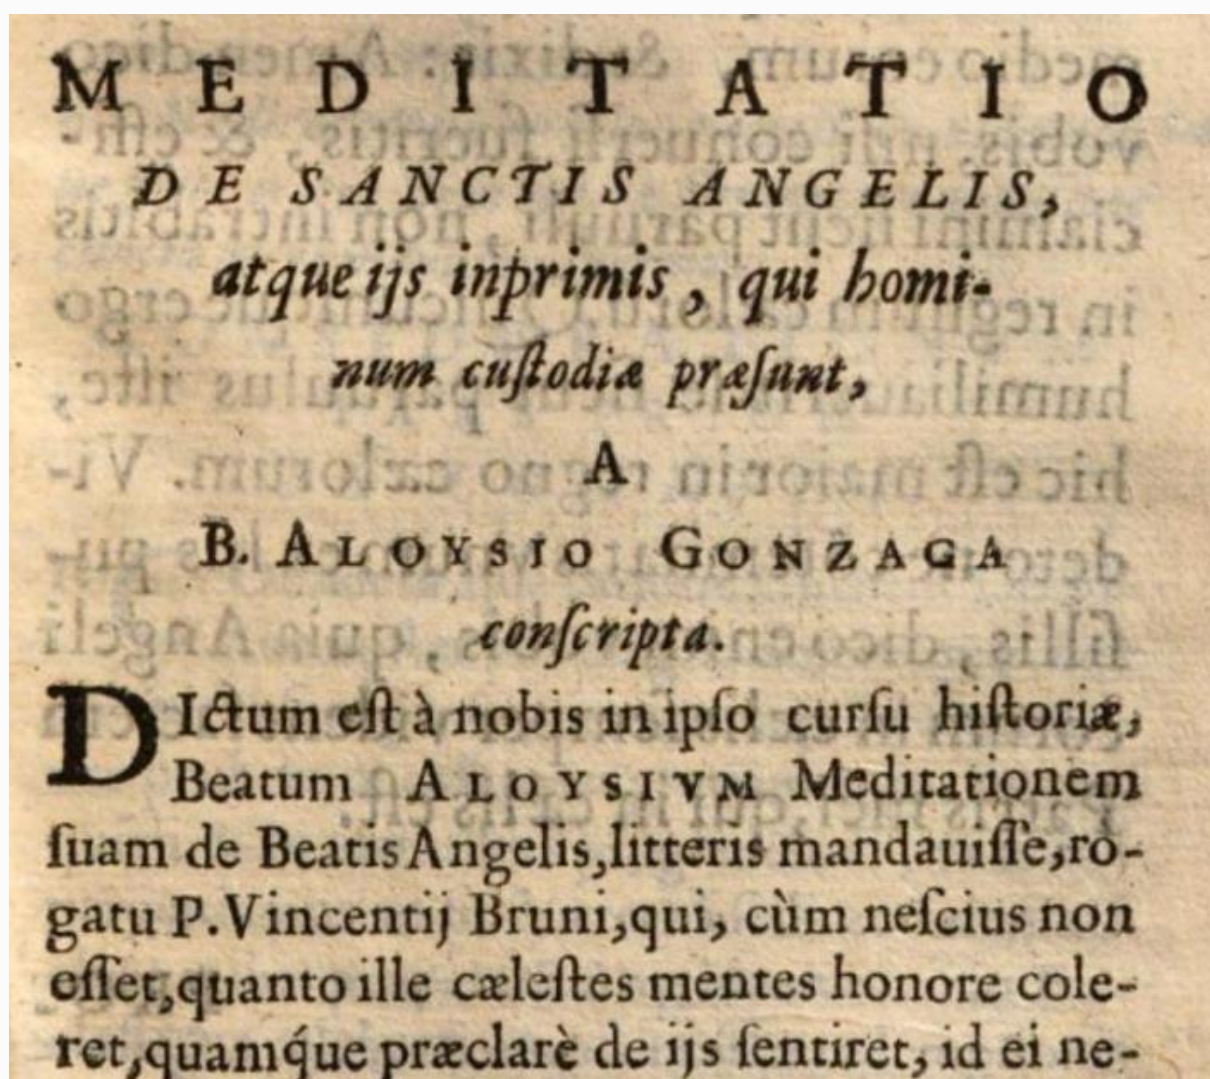 MEDITATIO
DE SANCTIS ANGELIS,
atque ijs inprimis, qui homi-
num cuſtodiæ præſunt,
A
B. ALOYSIO GONZAGA
conſcripta.
DIctum eſt à nobis in ipſo curſu hiſtoriæ,
Beatum ALOYSIVM Meditationem
ſuam de Beatis Angelis, litteris mandauiſſe, ro-
gatu P. Vincentij Bruni, qui, cùm neſcius non
eſſet, quanto ille cæleſtes mentes honore cole-
ret, quamq́ue præclarè de ijs ſentiret, id ei ne-